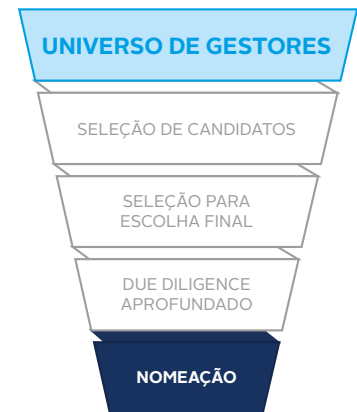 UNIVERSO DE GESTORES
SELEÇÃO DE CANDIDATOS
SELEÇÃO PARA
ESCOLHA FINAL
DUE DILIGENCE
APROFUNDADO
NOMEAÇÃO